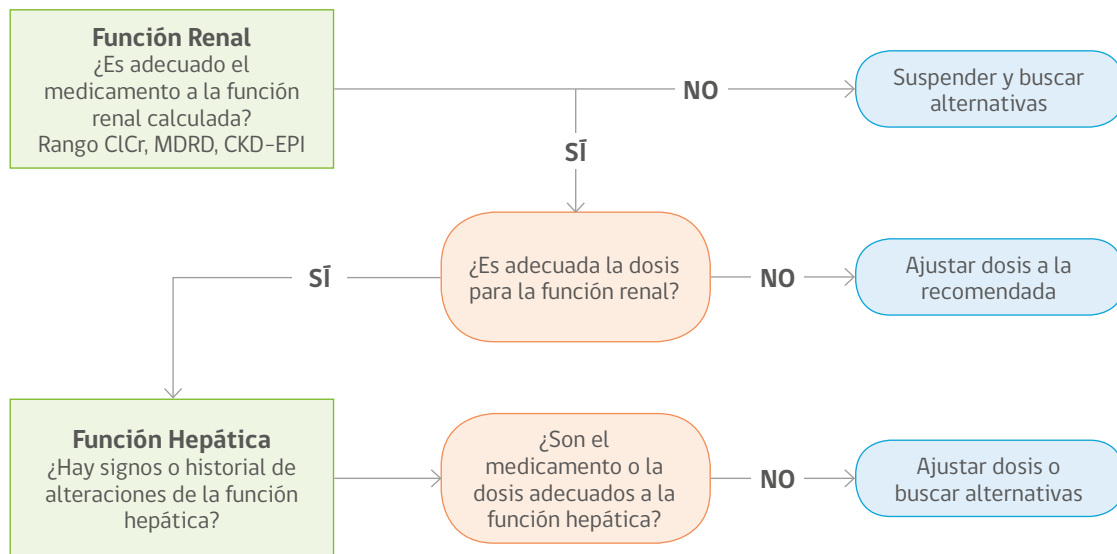 Función Renal
¿Es adecuado el
medicamento a la función
renal calculada?
Rango ClCr, MDRD, CKD-EPI
NO
Suspender y buscar
alternativas
SÍ
¿Es adecuada la dosis
para la función renal?
NO
Ajustar dosis a la
recomendada
SÍ
Función Hepática
¿Hay signos o historial de
alteraciones de la función
hepática?
¿Son el
medicamento o la
dosis adecuados a la
función hepática?
NO
Ajustar dosis o
buscar alternativas